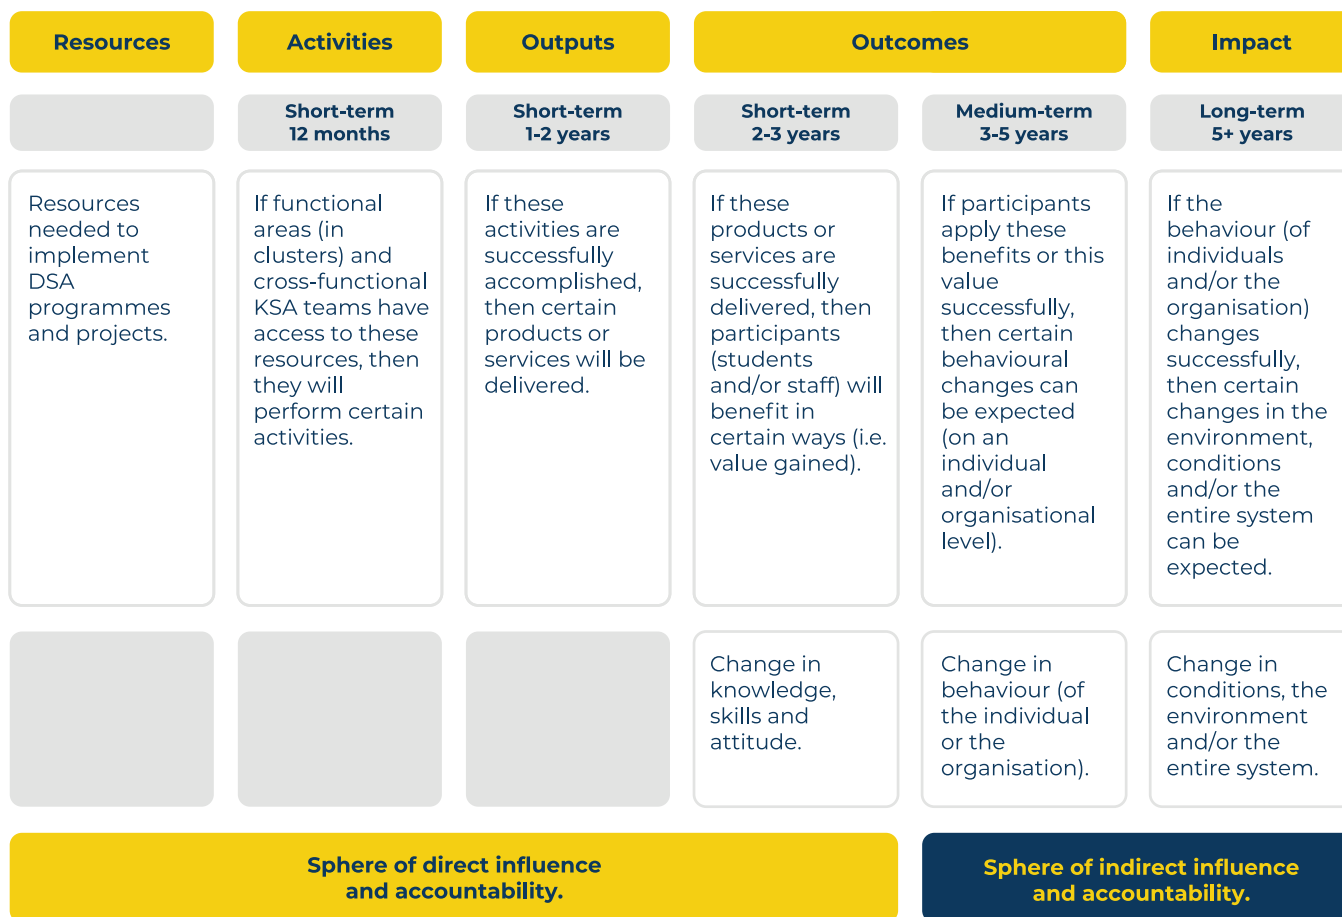 Resources
Activities
Outputs
Outcomes
Impact
Short-term
12 months
Short-term
1-2 years
Short-term
2-3 years
Medium-term
3-5 years
Long-term
5+ years
Resources
needed to
implement
DSA
programmes
and projects.
If functional
areas (in
clusters) and
cross-functional
KSA teams have
access to these
resources, then
they will
perform certain
activities.
If these
activities are
successfully
accomplished,
then certain
products or
services will be
delivered.
If these
products or
services are
successfully
delivered, then
participants
(students
and/or staff) will
benefit in
certain ways (i.e.
value gained).
If participants
apply these
benefits or this
value
successfully,
then certain
behavioural
changes can
be expected
(on an
individual
and/or
organisational
level).
If the
behaviour (of
individuals
and/or the
organisation)
changes
successfully,
then certain
changes in the
environment,
conditions
and/or the
entire system
can be
expected.
Change in
knowledge,
skills and
attitude.
Change in
behaviour (of
the individual
or the
organisation).
Change in
conditions, the
environment
and/or the
entire system.
Sphere of direct influence
and accountability.
Sphere of indirect influence
and accountability.